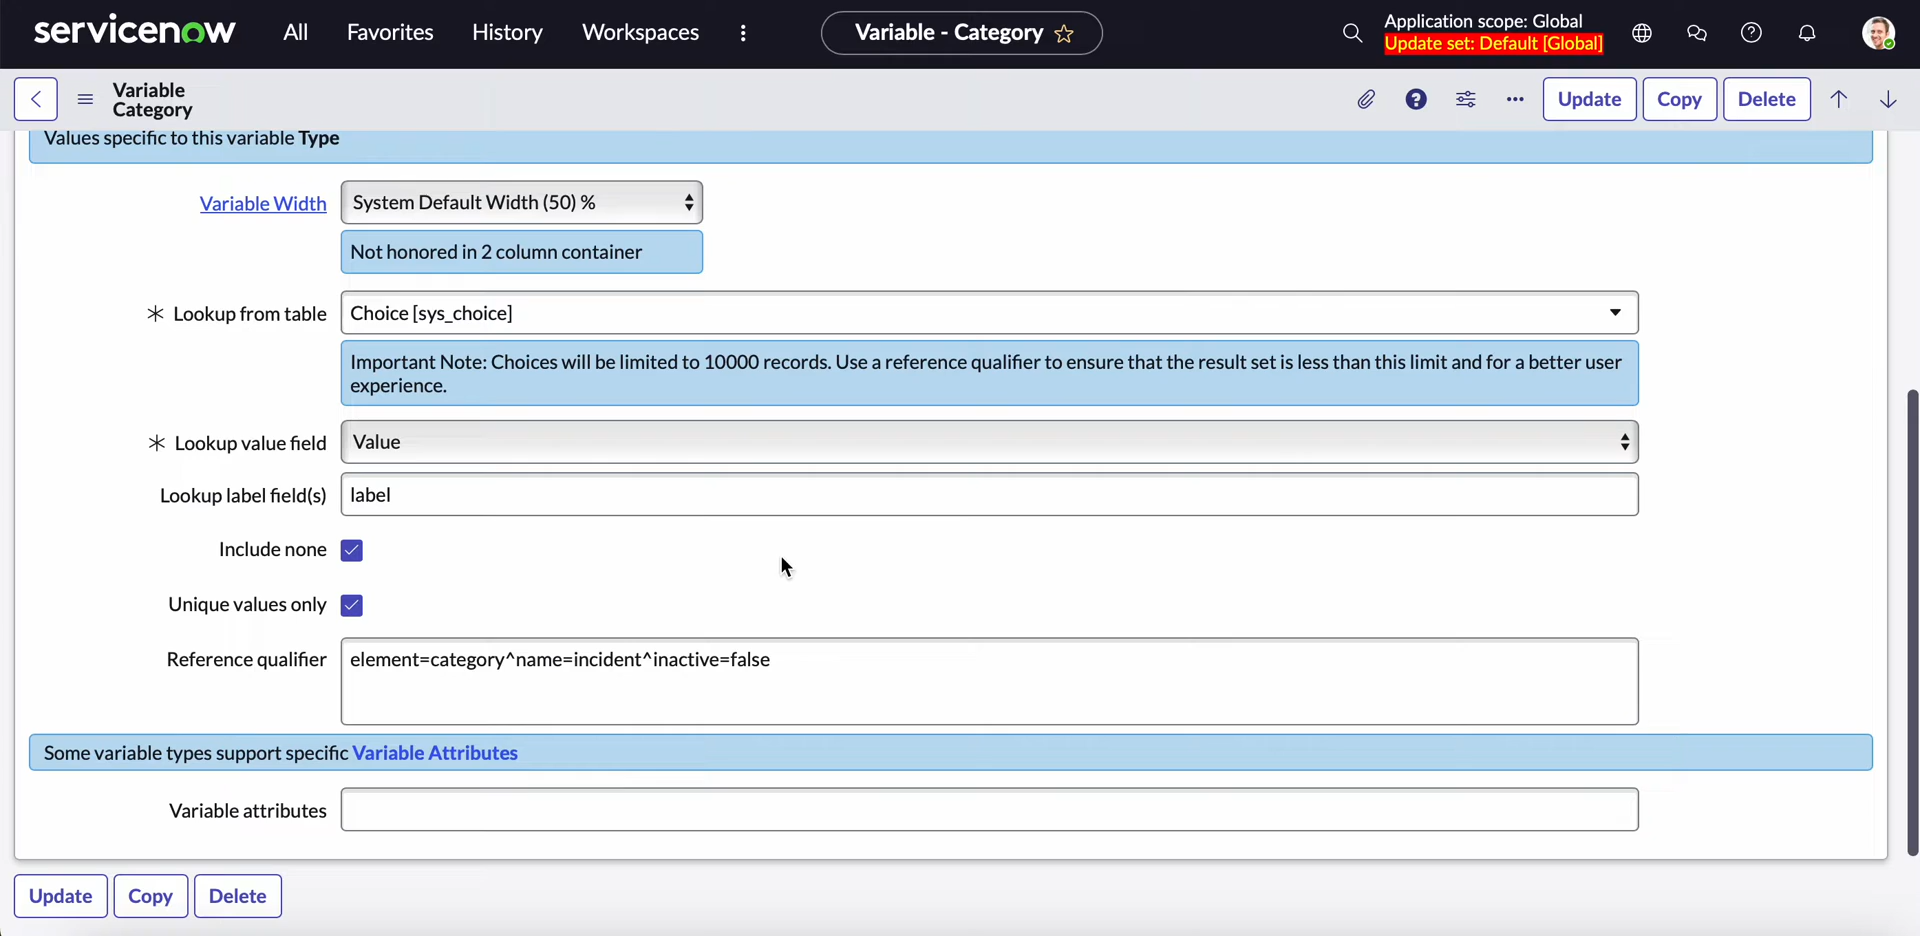 servicenow
All
Favorites
History
Workspaces
Variable - Category
Application scope: Global
Update set: Default [Global]
Variable
Category
Update
Copy
Delete
Values specific to this variable Type
Variable Width
System Default Width (50) %
Not honored in 2 column container
Lookup from table
Choice [sys_choice]
Important Note: Choices will be limited to 10000 records. Use a reference qualifier to ensure that the result set is less than this limit and for a better user
experience.
Lookup value field
Value
Lookup label field(s)
label
Include none
Unique values only
Reference qualifier
element=category^name=incident^inactive=false
Some variable types support specific Variable Attributes
Variable attributes
Update
Copy
Delete